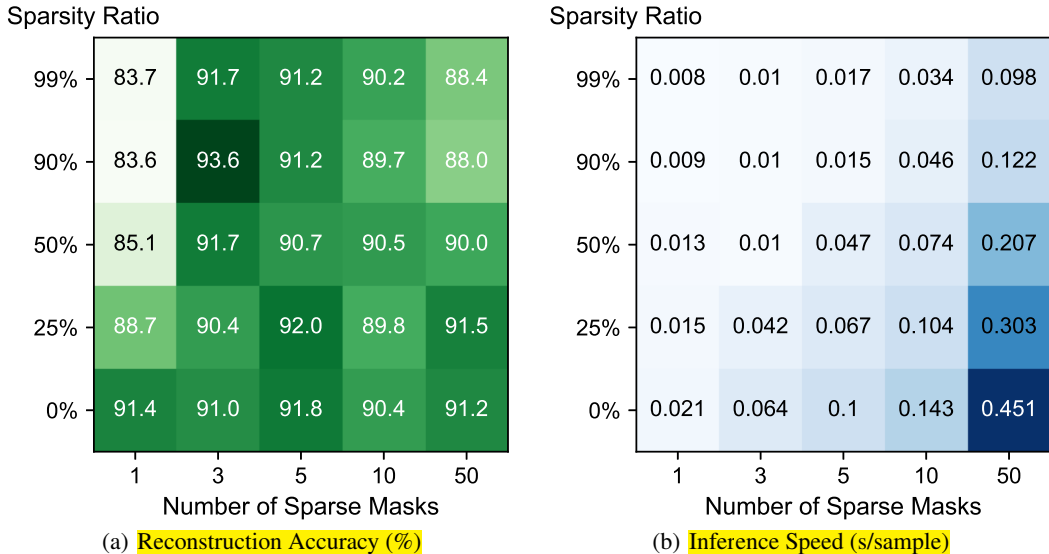 Sparsity Ratio
99% 83.7 91.7 91.2 90.2 88.4
90% 83.6 93.6 91.2 89.7 88.0
50% 85.1 91.7 90.7 90.5 90.0
25% 88.7 90.4 92.0 89.8 91.5
0% 91.4 91.0 91.8 90.4 91.2
1 3 5 10 50
Number of Sparse Masks
(a) Reconstruction Accuracy (%)
Sparsity Ratio
99% 0.008 0.01 0.017 0.034 0.098
90% 0.009 0.01 0.015 0.046 0.122
50% 0.013 0.01 0.047 0.074 0.207
25% 0.015 0.042 0.067 0.104 0.303
0% 0.021 0.064 0.1 0.143 0.451
1 3 5 10 50
Number of Sparse Masks
(b) Inference Speed (s/sample)